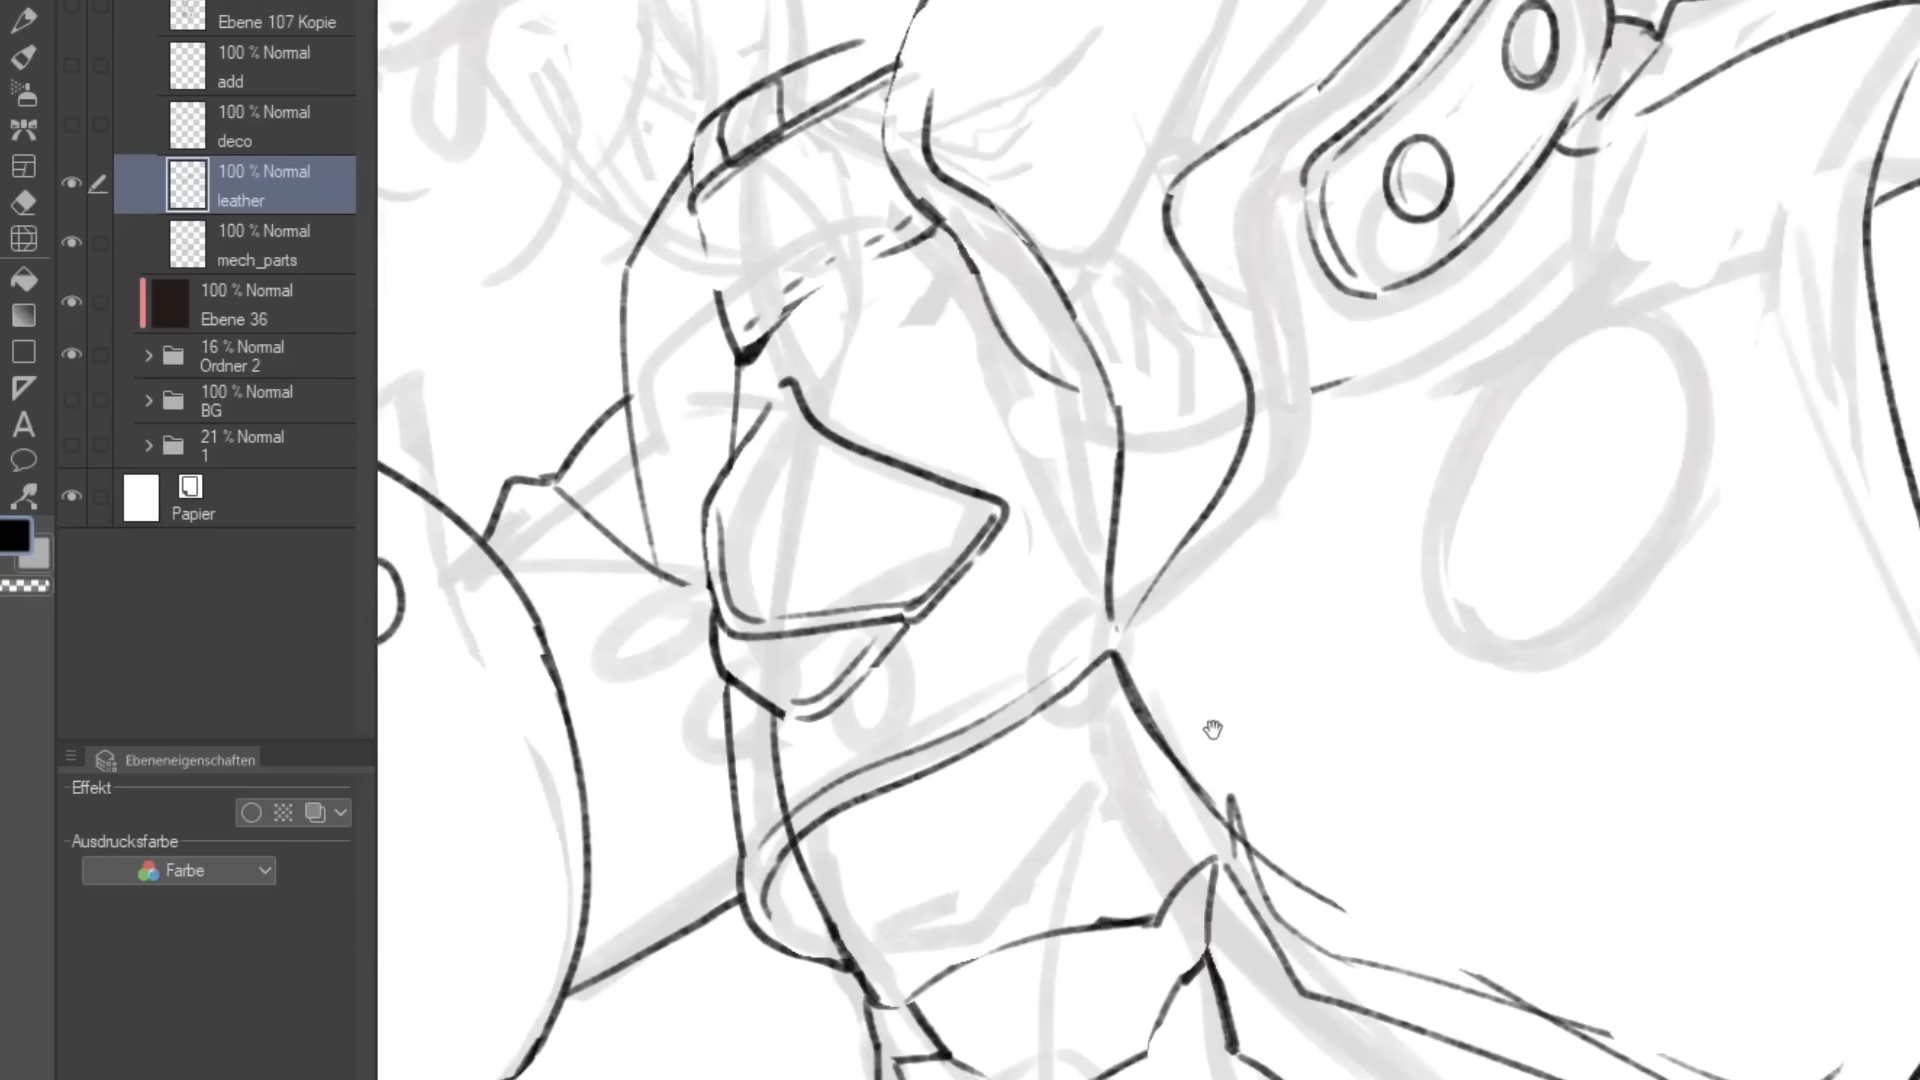 Ebene 107 Kopie
100 % Normal
add
100 % Normal
deco
100 % Normal
leather
100 % Normal
mech_parts
100 % Normal
Ebene 36
16 % Normal
Ordner 2
100 % Normal
BG
21 % Normal
1
Papier
Ebeneneigenschaften
Effekt
Ausdrucksfarbe
Farbe